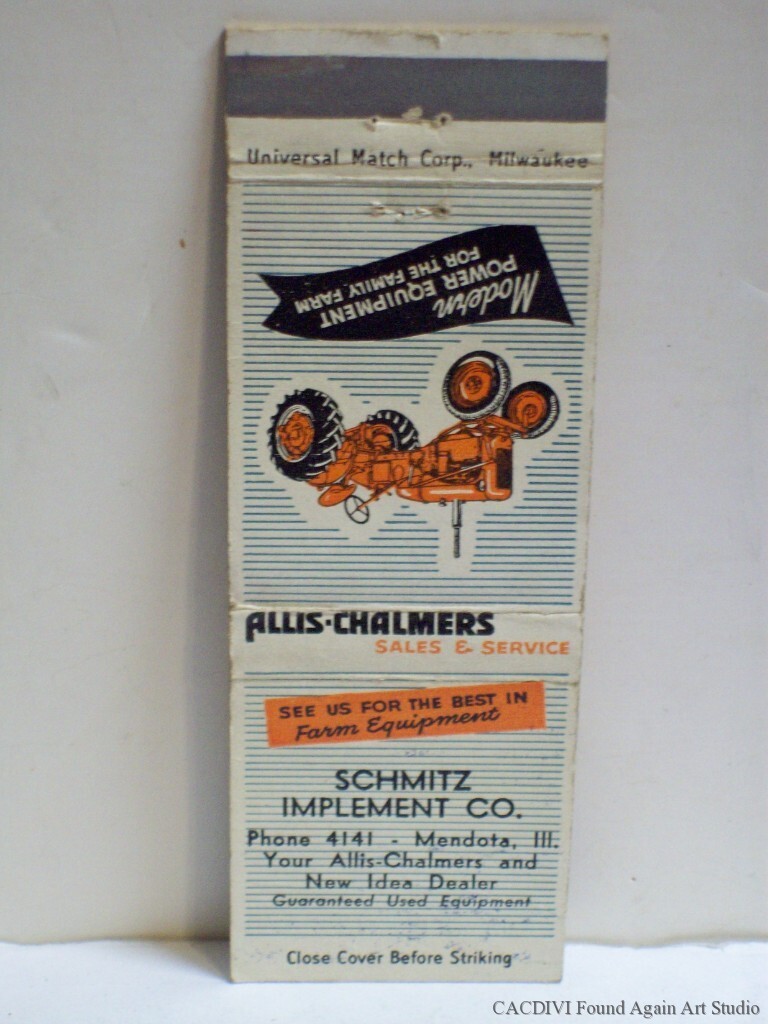 Universal Match Corp., Milwaukee
Modern
POWER EQUIPMENT
FOR THE FAMILY FARM
ALLIS-CHALMERS
SALES & SERVICE
SEE US FOR THE BEST IN
Farm Equipment
SCHMITZ
IMPLEMENT CO.
Phone 4141 - Mendota, Ill.
Your Allis-Chalmers and
New Idea Dealer
Guaranteed Used Equipment
Close Cover Before Striking
CACDIVI Found Again Art Studio